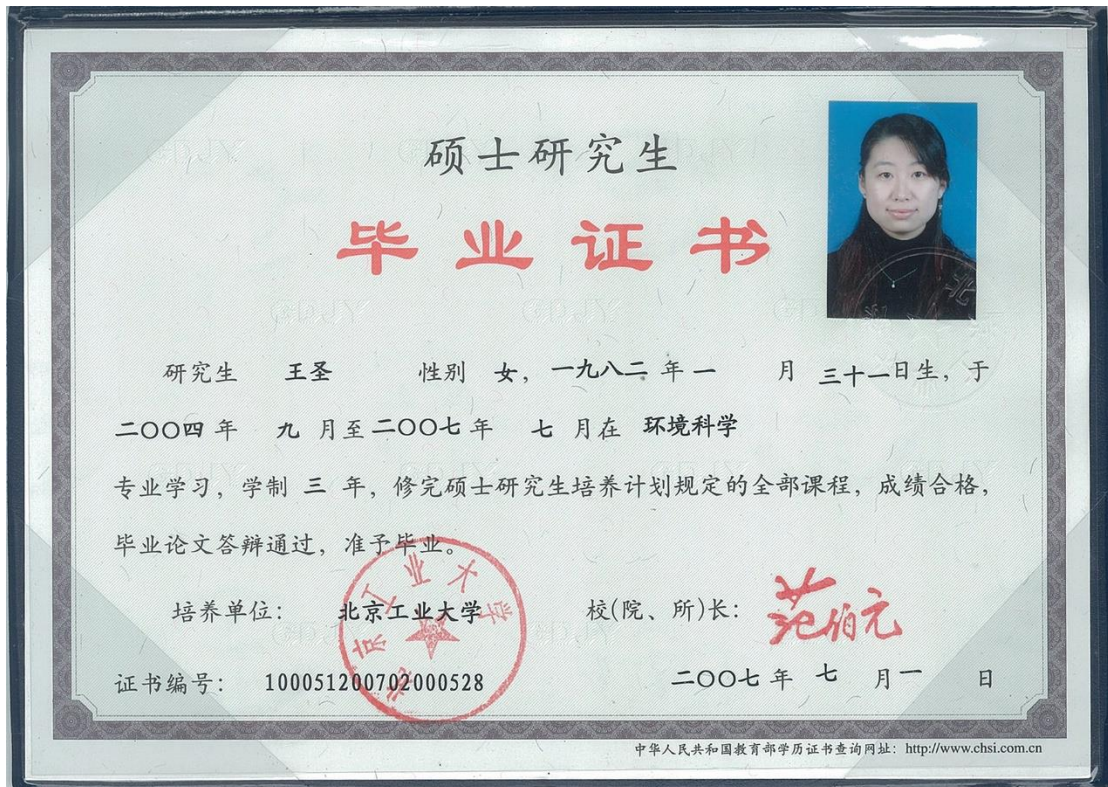 硕士研究生
毕业证书
研究生 王圣 性别 女，一九八二年一 月 三十一日生，于
二〇〇四年 九 月至二〇〇七年 七 月在 环境科学
专业学习，学制 三 年，修完硕士研究生培养计划规定的全部课程，成绩合格，
毕业论文答辩通过，准予毕业。
培养单位： 北京工业大学 校(院、所)长： 范伯元
北京工业大学
证书编号： 100051200702000528 二〇〇七年 七 月一 日
中华人民共和国教育部学历证书查询网址：http://www.chsi.com.cn